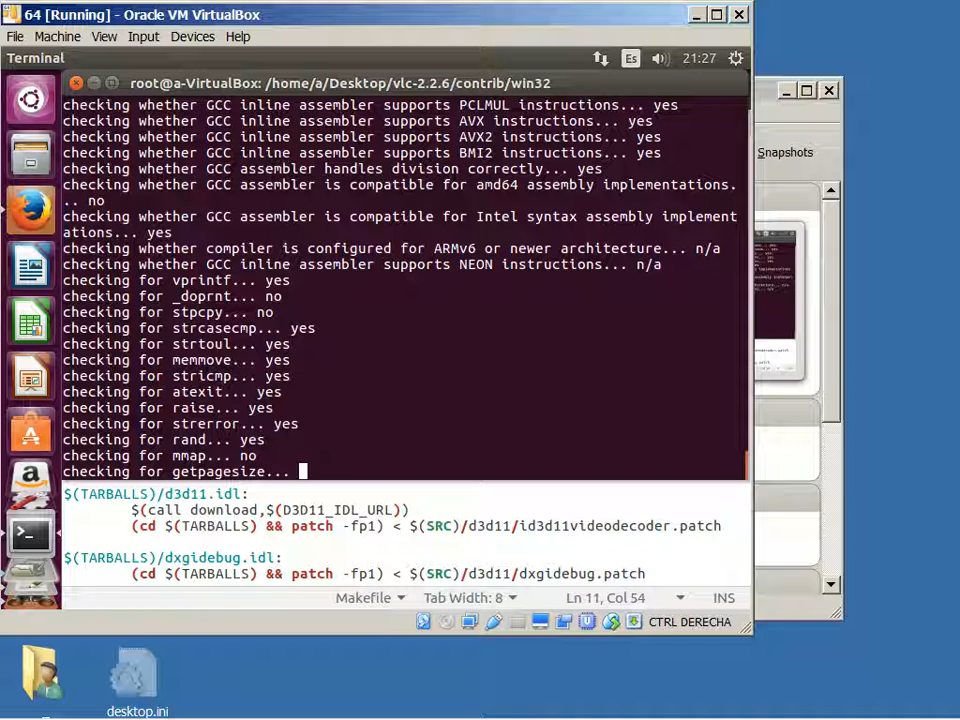 64 [Running] - Oracle VM VirtualBox
File Machine View Input Devices Help
Terminal
Es
21:27
root@a-VirtualBox: /home/a/Desktop/vlc-2.2.6/contrib/win32
checking whether GCC inline assembler supports PCLMUL instructions... yes
checking whether GCC inline assembler supports AVX instructions... yes
checking whether GCC inline assembler supports AVX2 instructions... yes
checking whether GCC inline assembler supports BMI2 instructions... yes
checking whether GCC assembler handles division correctly... yes
checking whether GCC assembler is compatible for amd64 assembly implementations.
.. no
checking whether GCC assembler is compatible for Intel syntax assembly implement
ations... yes
checking whether compiler is configured for ARMv6 or newer architecture... n/a
checking whether GCC inline assembler supports NEON instructions... n/a
checking for vprintf... yes
checking for _doprnt... no
checking for stpcpy... no
checking for strcasecmp... yes
checking for strtoul... yes
checking for memmove... yes
checking for stricmp... yes
checking for atexit... yes
checking for raise... yes
checking for strerror... yes
checking for rand... yes
checking for mmap... no
checking for getpagesize...
$(TARBALLS)/d3d11.idl:
$(call download,$(D3D11_IDL_URL))
(cd $(TARBALLS) && patch -fp1) < $(SRC)/d3d11/id3d11videodecoder.patch
$(TARBALLS)/dxgidebug.idl:
(cd $(TARBALLS) && patch -fp1) < $(SRC)/d3d11/dxgidebug.patch
Makefile Tab Width: 8 Ln 11, Col 54 INS
CTRL DERECHA
Snapshots
desktop.ini